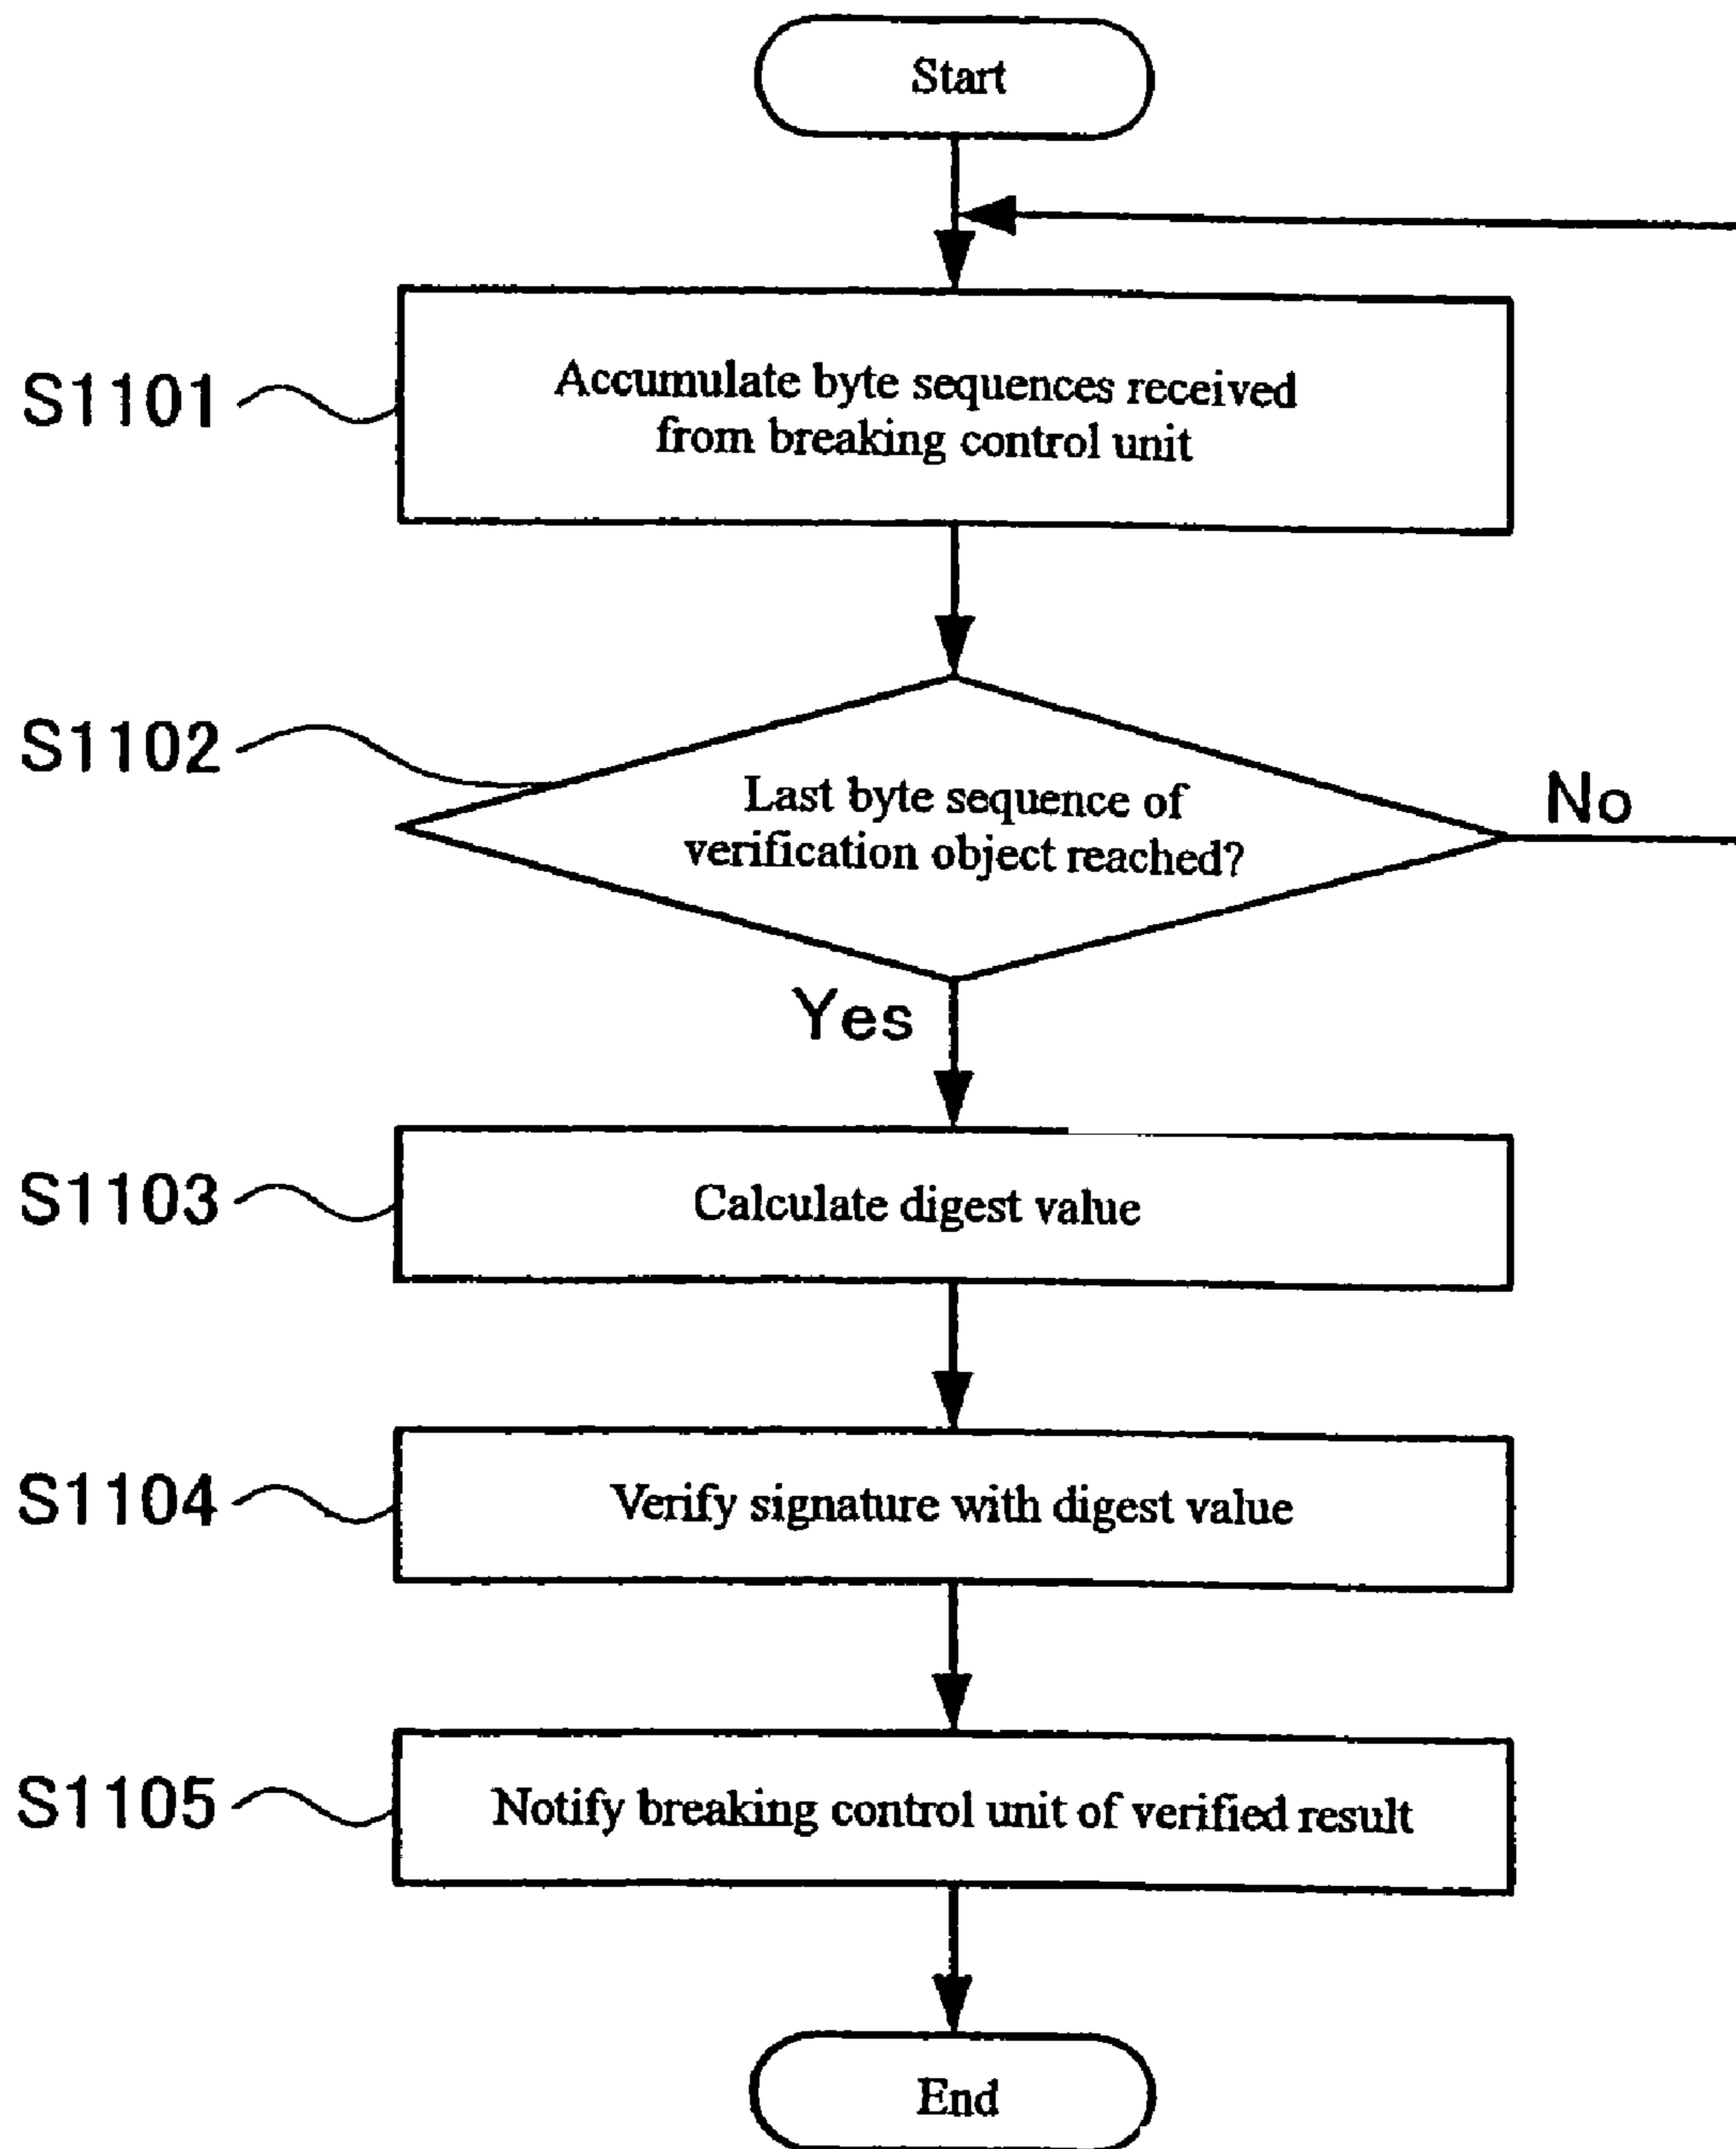 Start
S1101
Accumulate byte sequences received
from breaking control unit
S1102
Last byte sequence of
verification object reached?
No
Yes
S1103
Calculate digest value
S1104
Verify signature with digest value
S1105
Notify breaking control unit of verified result
End